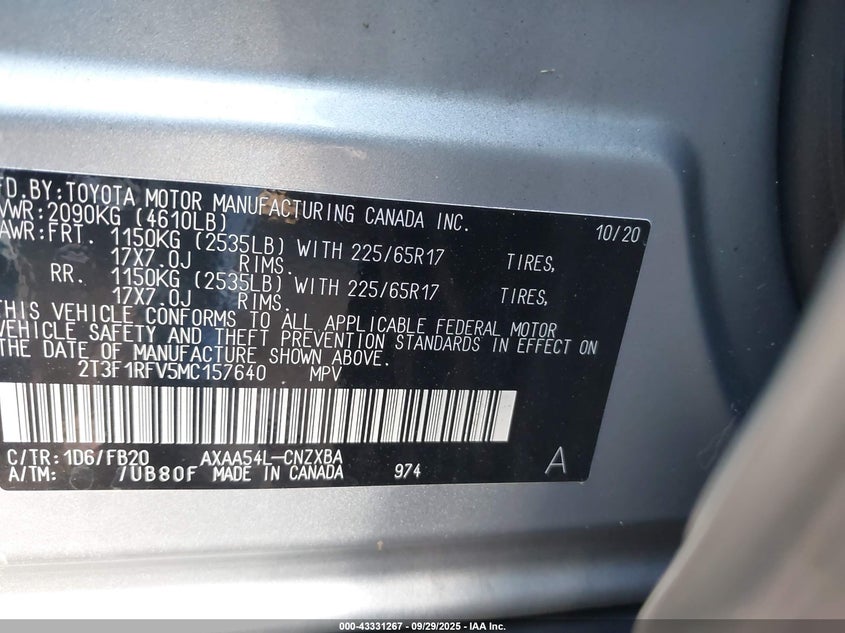 FD.BY:TOYOTA MOTOR MANUFACTURING CANADA INC.
VWR:2090KG (4610LB) 10/20
AWR:FRT. 1150KG (2535LB) WITH 225/65R17 TIRES,
17X7.0J RIMS.
RR. 1150KG (2535LB) WITH 225/65R17 TIRES,
17X7.0J RIMS.
THIS VEHICLE CONFORMS TO ALL APPLICABLE FEDERAL MOTOR
VEHICLE SAFETY AND THEFT PREVENTION STANDARDS IN EFFECT ON
THE DATE OF MANUFACTURE SHOWN ABOVE.
2T3F1RFV5MC157640 MPV
C/TR:1D6/FB20 AXAA54L-CNZXBA
A/TM: /UB80F MADE IN CANADA 974 A
000-43331267 - 09/29/2025 - IAA Inc.